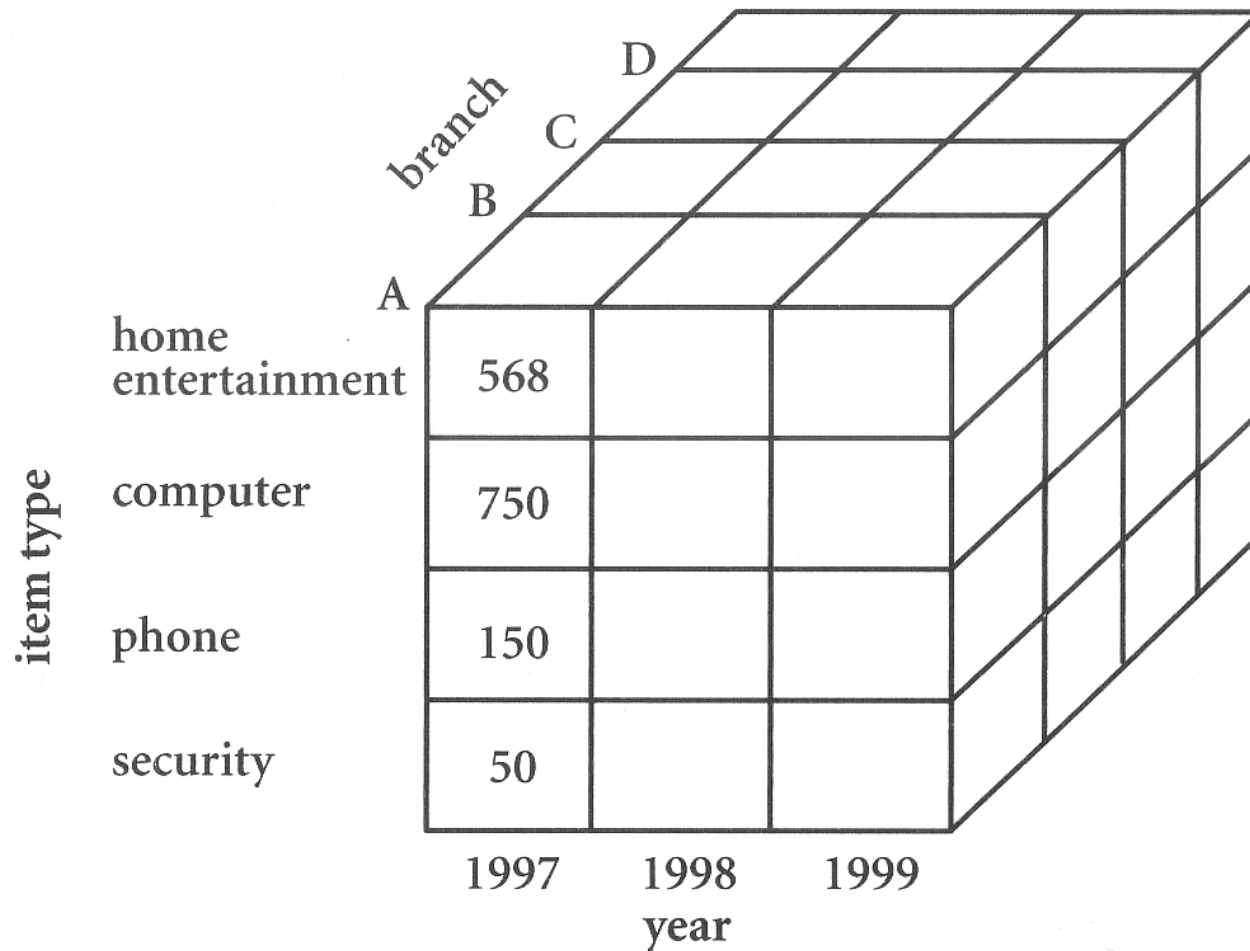 D
branch
C
B
A
home
entertainment
568
computer
750
item type
phone
150
security
50
1997 1998 1999
year